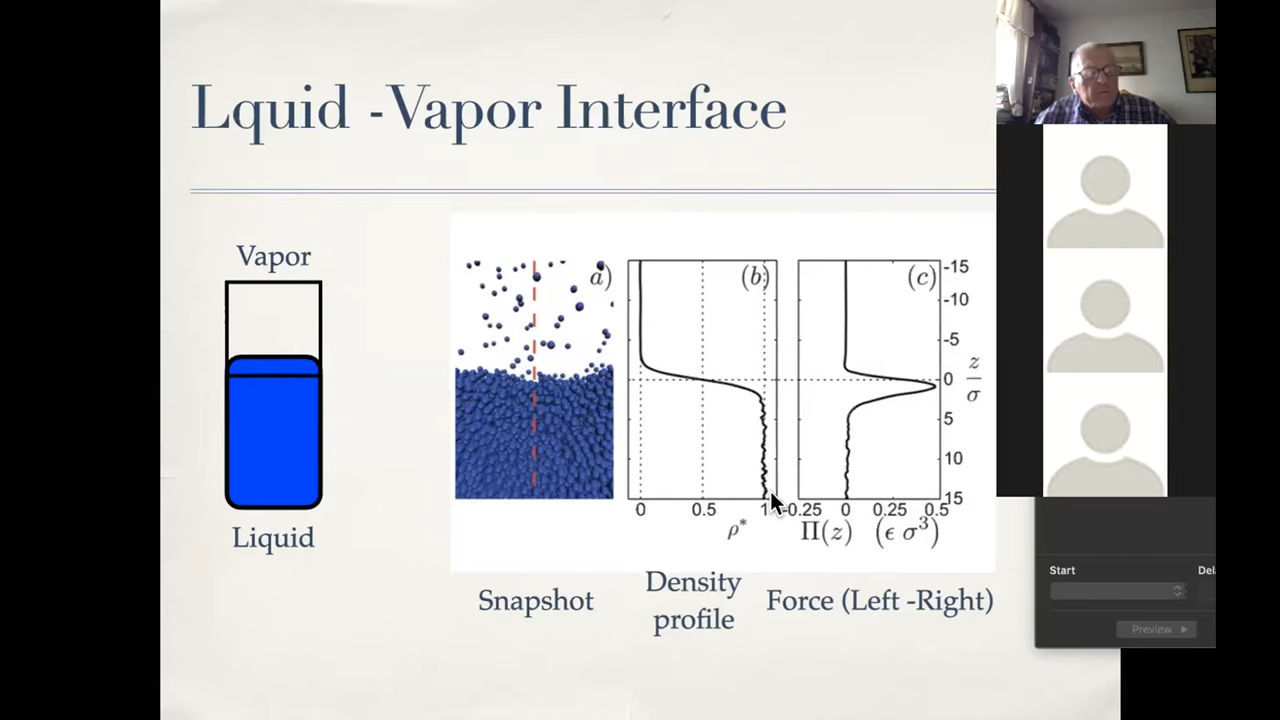 Lquid -Vapor Interface
Vapor
Liquid
a)
(b)
(c)
-15
-10
-5
0
5
10
15
z
σ
0 0.5 1
-0.25 0 0.25 0.5
ρ*
Π(z) (ϵ σ³)
Snapshot
Density
profile
Force (Left -Right)
Start
Del
Preview